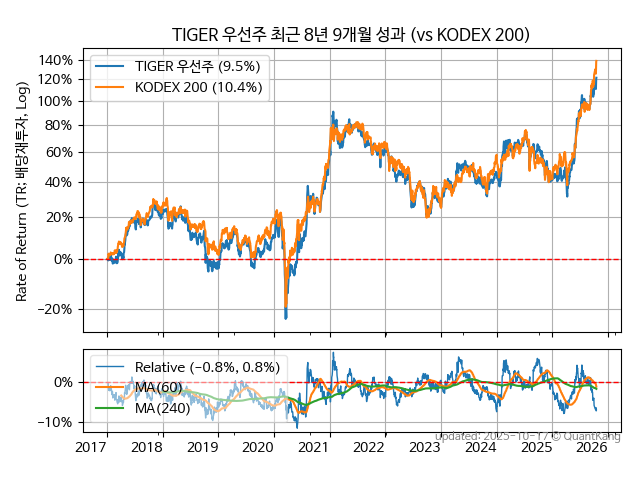 TIGER 우선주 최근 8년 9개월 성과 (vs KODEX 200)
Rate of Return (TR: 배당재투자, Log)
140%
120%
100%
80%
60%
40%
20%
0%
−20%
TIGER 우선주 (9.5%)
KODEX 200 (10.4%)
0%
−10%
Relative (−0.8%, 0.8%)
MA(60)
MA(240)
2017 2018 2019 2020 2021 2022 2023 2024 2025 2026
updated: 2025-10-17 © QuantKang